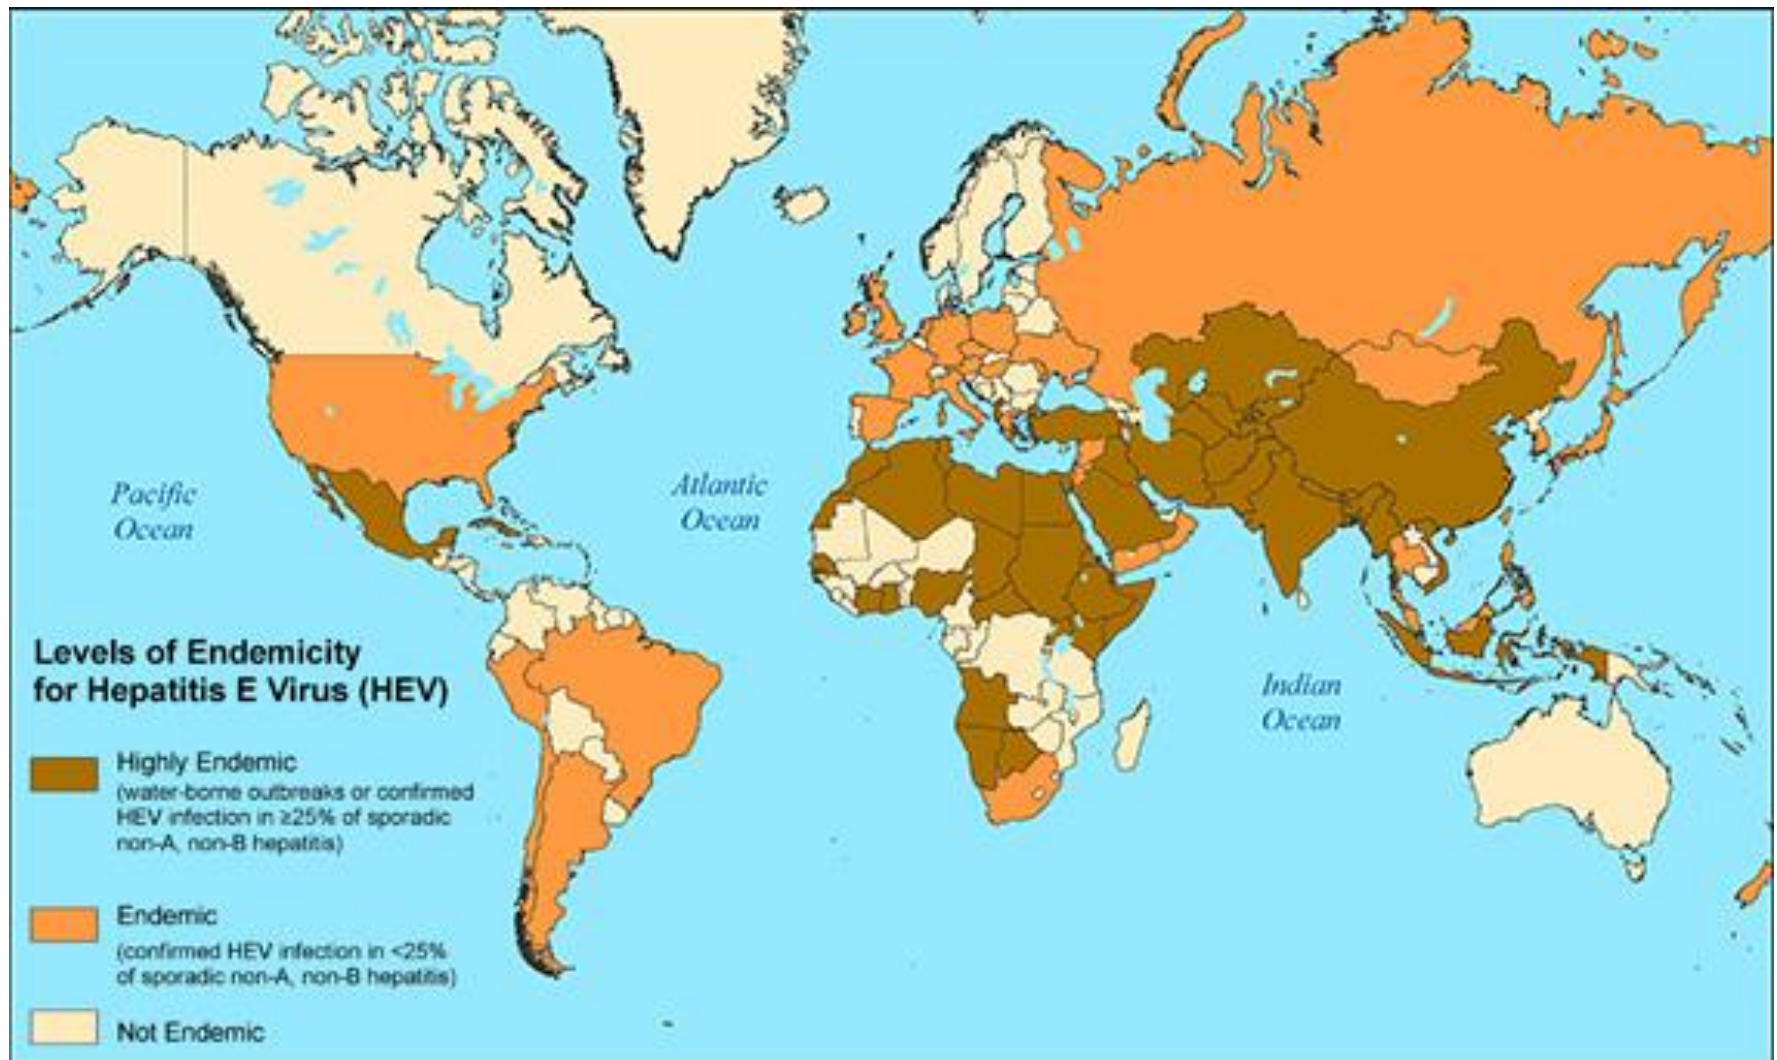 Pacific
Ocean
Atlantic
Ocean
Indian
Ocean
Levels of Endemicity
for Hepatitis E Virus (HEV)
Highly Endemic
(water-borne outbreaks or confirmed
HEV infection in ≥25% of sporadic
non-A, non-B hepatitis)
Endemic
(confirmed HEV infection in <25%
of sporadic non-A, non-B hepatitis)
Not Endemic